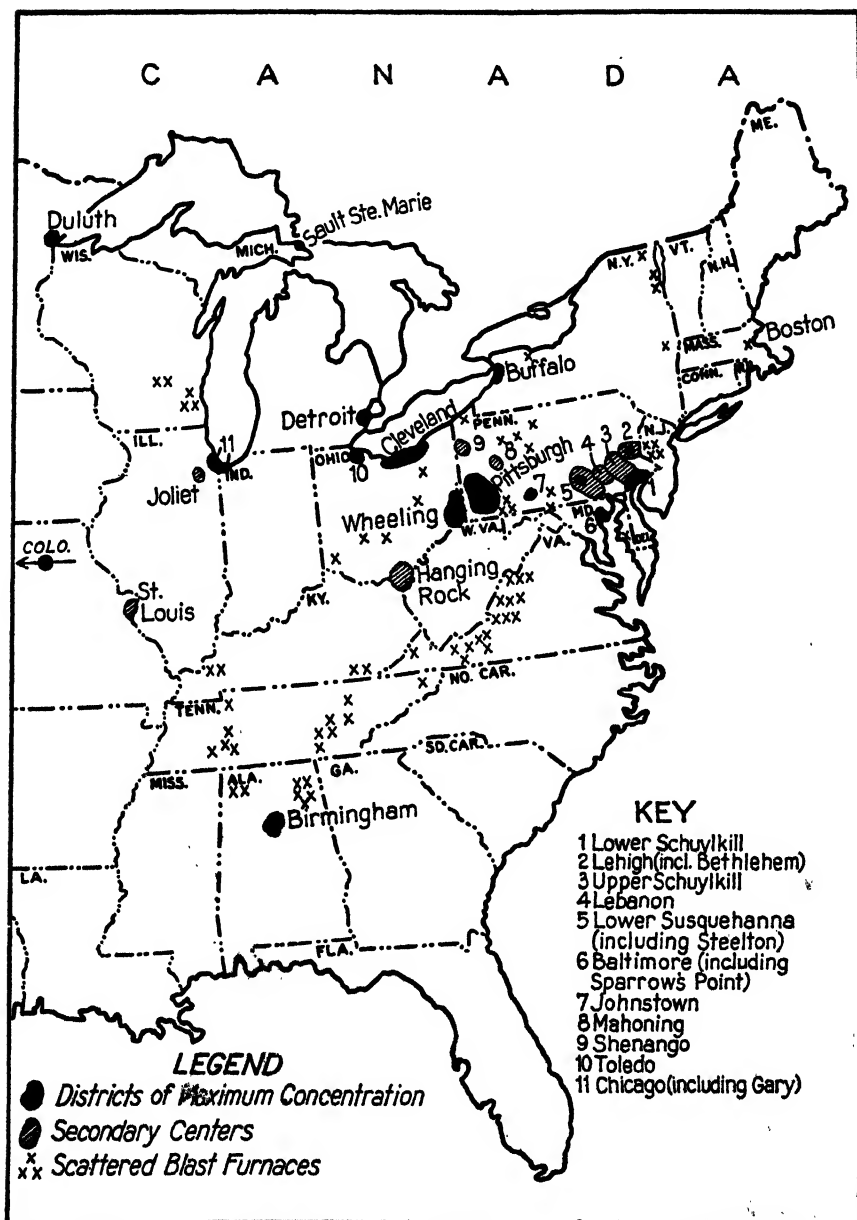 C A N A D A
ME.
Duluth
Sault Ste. Marie
WIS.
MICH.
N.Y.
VT.
N.H.
MASS.
Boston
CONN.
Buffalo
Detroit
Cleveland
PENN.
N.J.
ILL.
11
IND.
OHIO
10
9
8
Pittsburgh
7
5
4
3
2
1
Joliet
Wheeling
W. VA.
MD.
6
VA.
COLO.
St.
Louis
Hanging
Rock
KY.
TENN.
NO. CAR.
SD. CAR.
MISS.
ALA.
GA.
Birmingham
LA.
FLA.
KEY
1 Lower Schuylkill
2 Lehigh(incl. Bethlehem)
3 Upper Schuylkill
4 Lebanon
5 Lower Susquehanna
(including Steelton)
6 Baltimore (including
Sparrow's Point)
7 Johnstown
8 Mahoning
9 Shenango
10 Toledo
11 Chicago(including Gary)
LEGEND
Districts of Maximum Concentration
Secondary Centers
Scattered Blast Furnaces